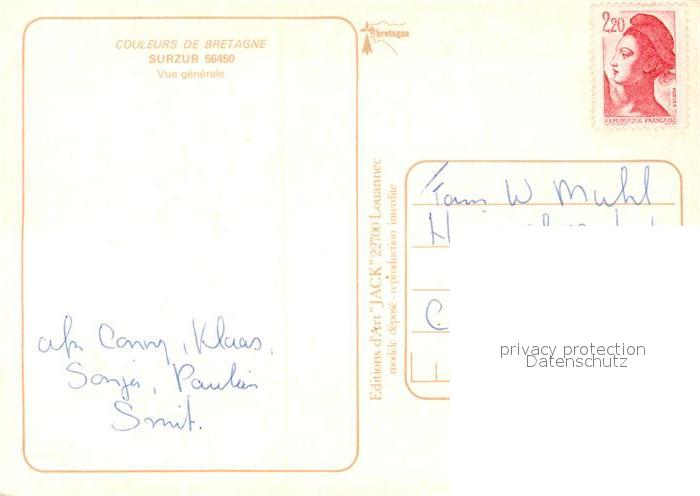 COULEURS DE BRETAGNE
SURZUR 56450
Vue générale
bretagne
2,20
POSTES
REPUBLIQUE FRANÇAISE
Editions d'Art "JACK" 22700 Louannec
modèle déposé - reproduction interdite
Fam W Muhl
H
C.
privacy protection
Datenschutz
afz Conny, Klaas,
Sonja, Paulien
Smit.